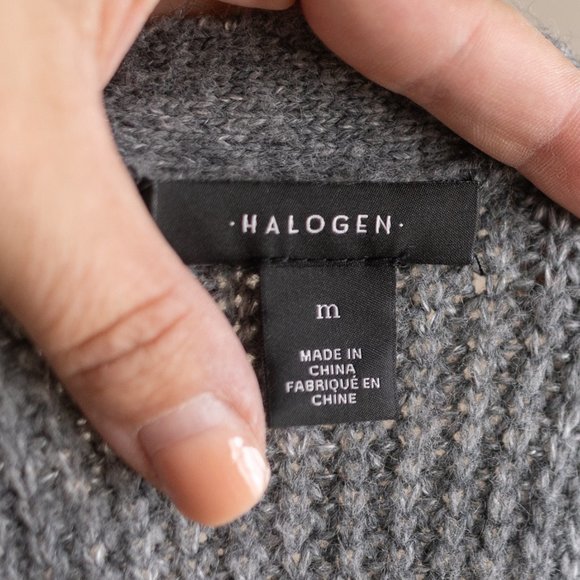 ·HALOGEN·
m
MADE IN
CHINA
FABRIQUÉ EN
CHINE